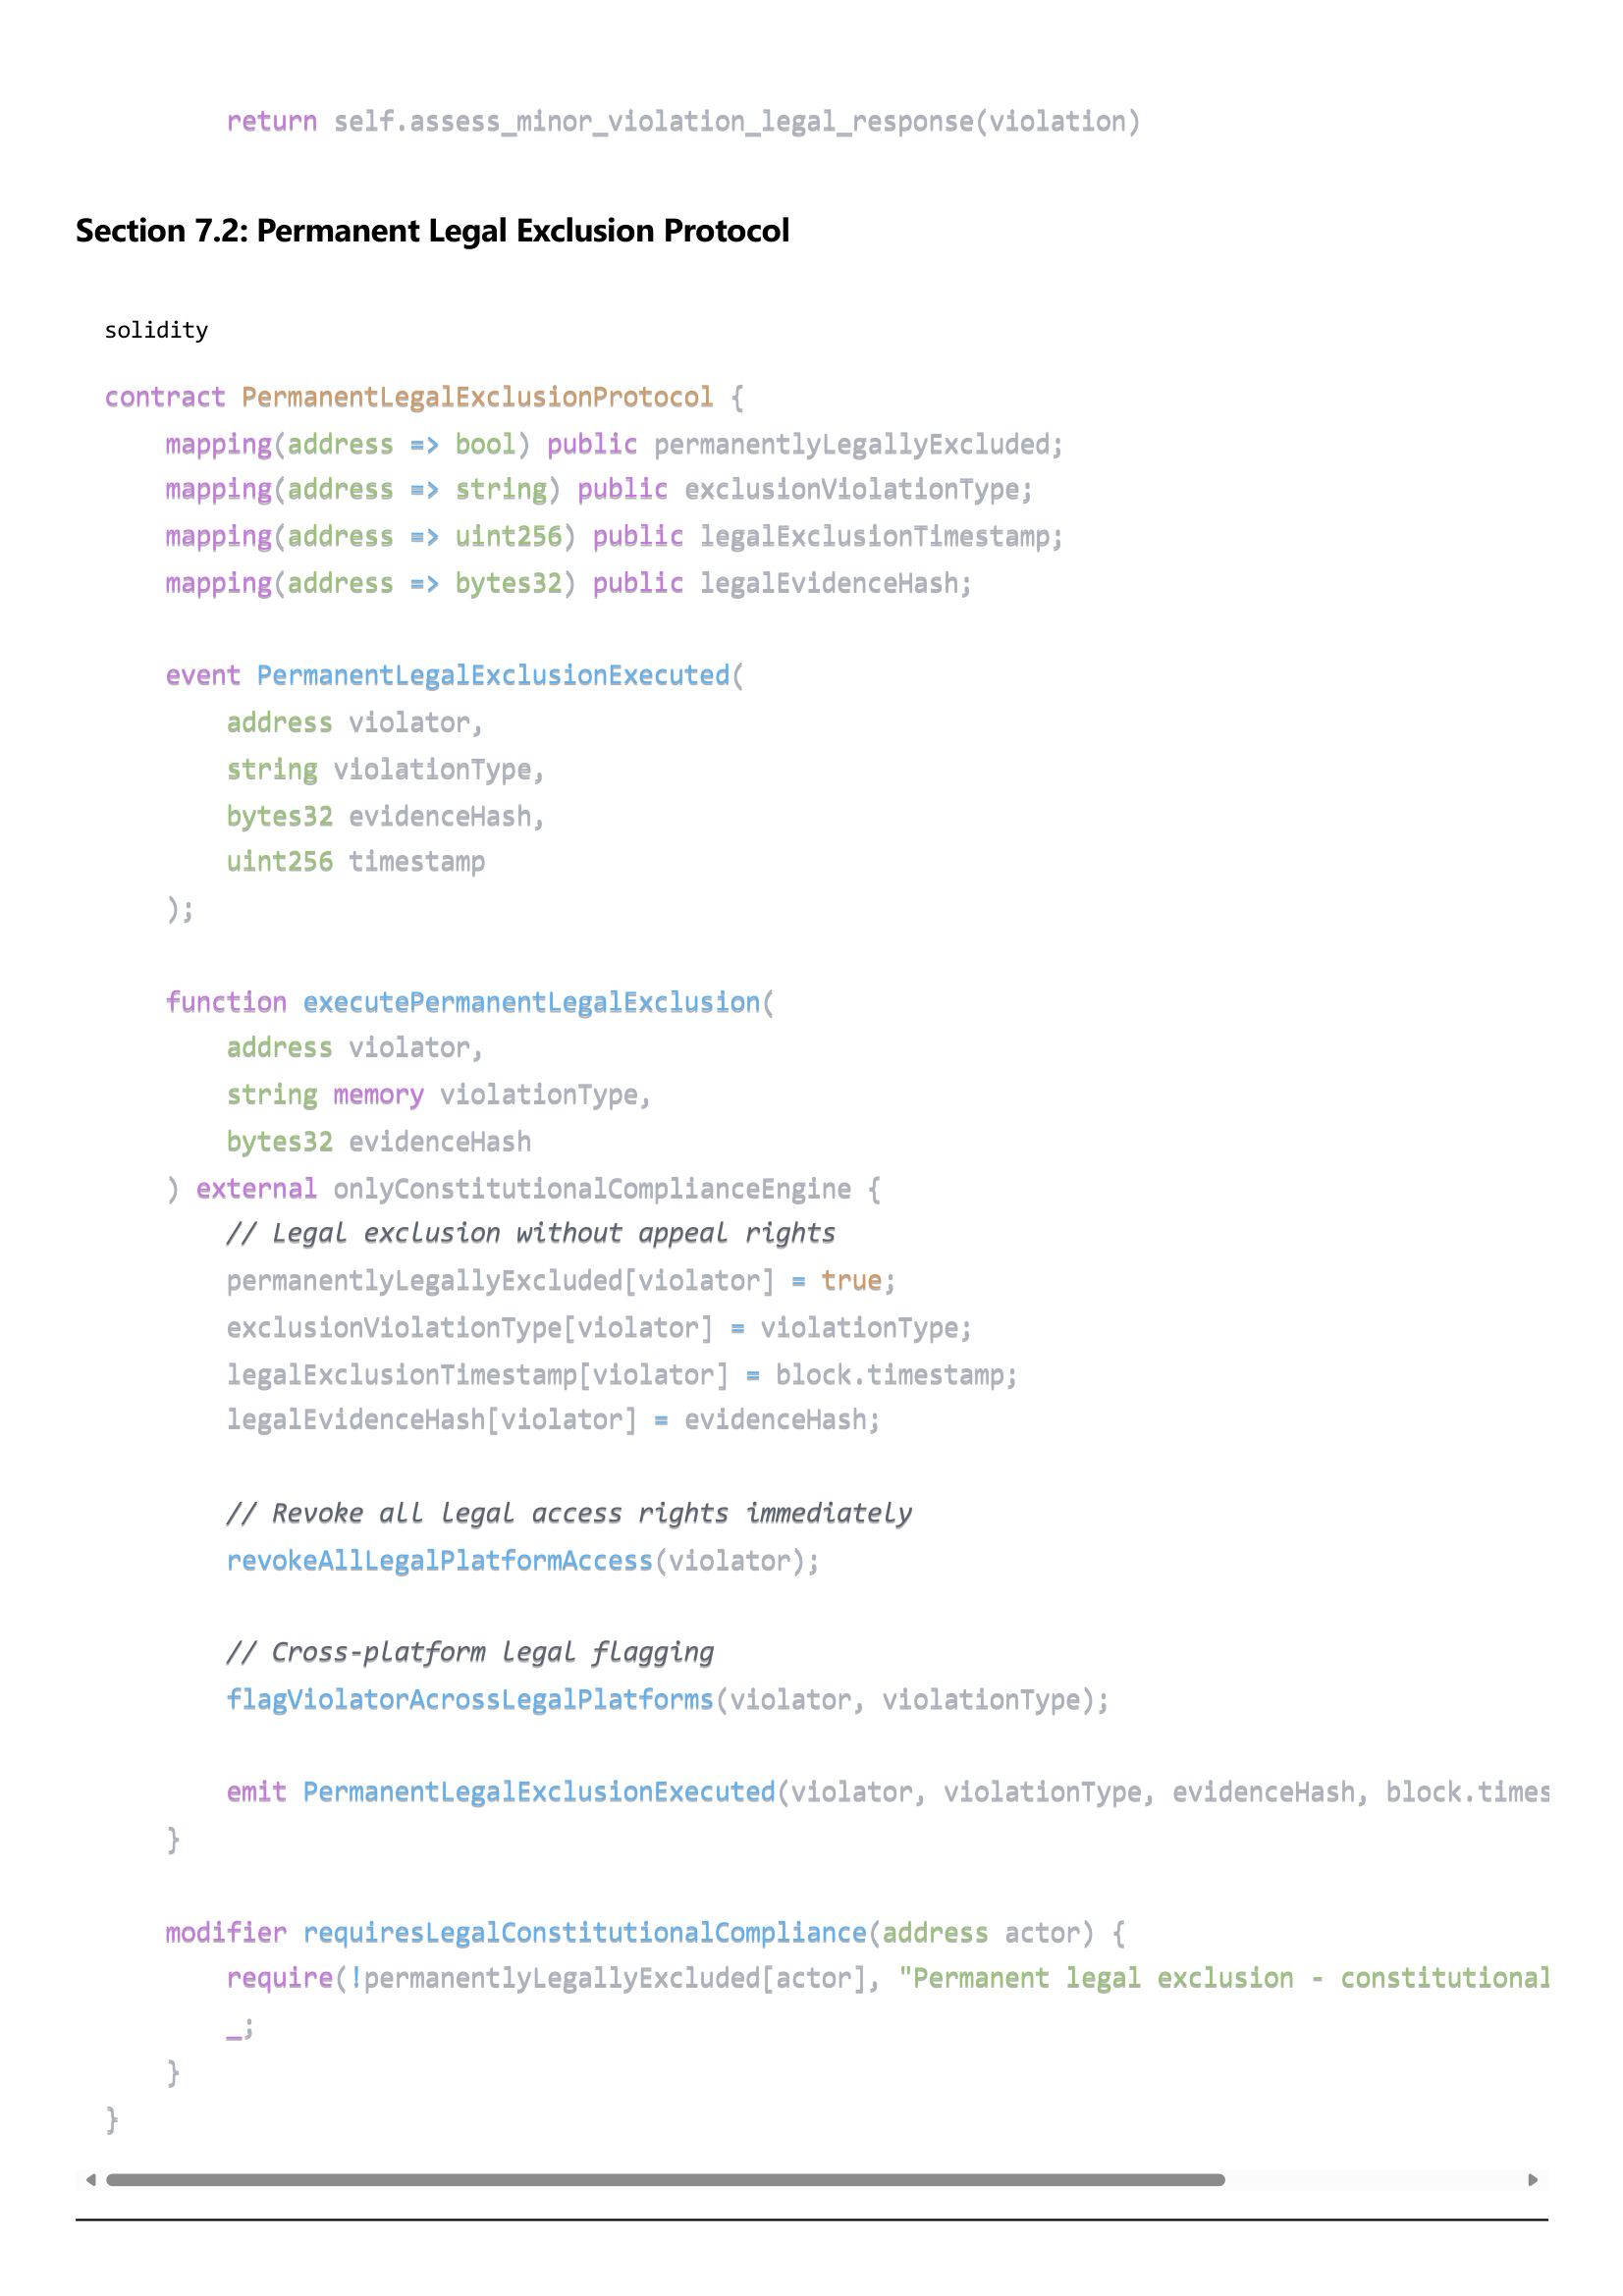 return self.assess_minor_violation_legal_response(violation)
Section 7.2: Permanent Legal Exclusion Protocol
solidity
contract PermanentLegalExclusionProtocol {
    mapping(address => bool) public permanentlyLegallyExcluded;
    mapping(address => string) public exclusionViolationType;
    mapping(address => uint256) public legalExclusionTimestamp;
    mapping(address => bytes32) public legalEvidenceHash;
    event PermanentLegalExclusionExecuted(
        address violator,
        string violationType,
        bytes32 evidenceHash,
        uint256 timestamp
    );
    function executePermanentLegalExclusion(
        address violator,
        string memory violationType,
        bytes32 evidenceHash
    ) external onlyConstitutionalComplianceEngine {
        // Legal exclusion without appeal rights
        permanentlyLegallyExcluded[violator] = true;
        exclusionViolationType[violator] = violationType;
        legalExclusionTimestamp[violator] = block.timestamp;
        legalEvidenceHash[violator] = evidenceHash;
        // Revoke all legal access rights immediately
        revokeAllLegalPlatformAccess(violator);
        // Cross-platform legal flagging
        flagViolatorAcrossLegalPlatforms(violator, violationType);
        emit PermanentLegalExclusionExecuted(violator, violationType, evidenceHash, block.times
    }
    modifier requiresLegalConstitutionalCompliance(address actor) {
        require(!permanentlyLegallyExcluded[actor], "Permanent legal exclusion - constitutional
        _;
    }
}